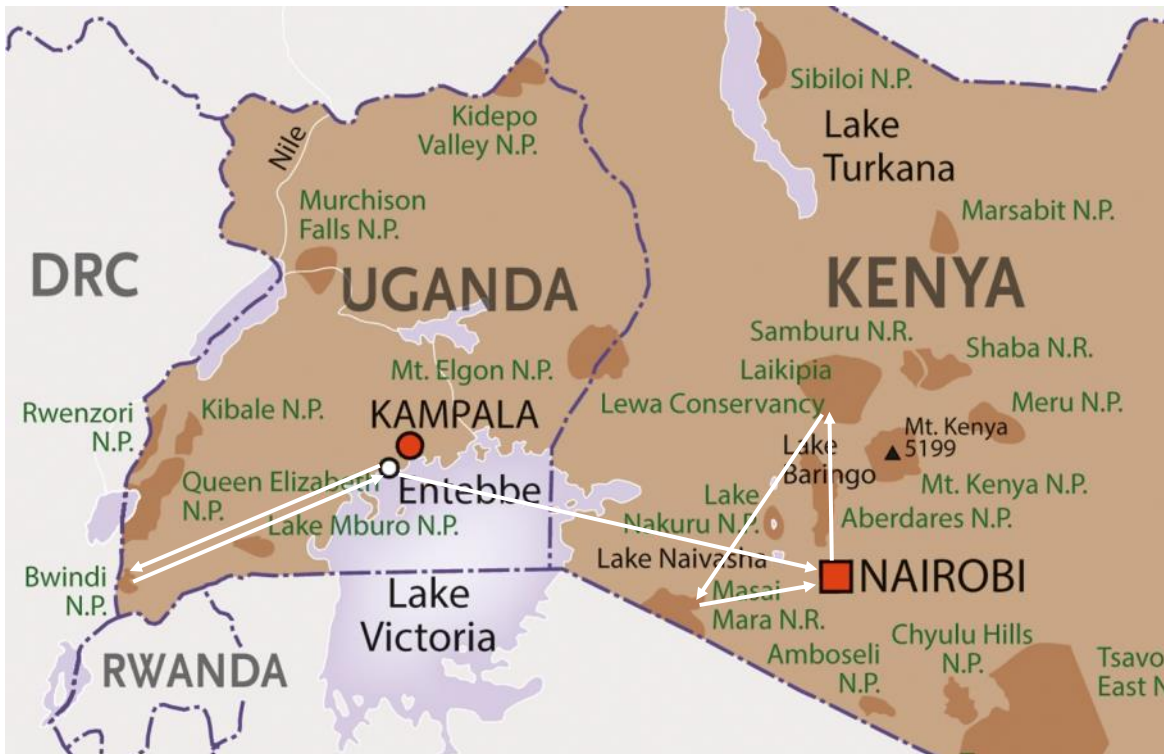 Sibiloi N.P.
Kidepo
Valley N.P.
Lake
Turkana
Nile
Murchison
Falls N.P.
Marsabit N.P.
DRC
UGANDA
KENYA
Samburu N.R.
Shaba N.R.
Mt. Elgon N.P.
Laikipia
Rwenzori
N.P.
Kibale N.P.
KAMPALA
Lewa Conservancy
Meru N.P.
Mt. Kenya
5199
Lake
Baringo
Queen Elizabeth
N.P.
Entebbe
Mt. Kenya N.P.
Lake Mburo N.P.
Lake
Nakuru N.P.
Aberdares N.P.
Lake Naivasha
Bwindi
N.P.
NAIROBI
Lake
Victoria
Masai
Mara N.R.
RWANDA
Chyulu Hills
N.P.
Amboseli
N.P.
Tsavo
East N